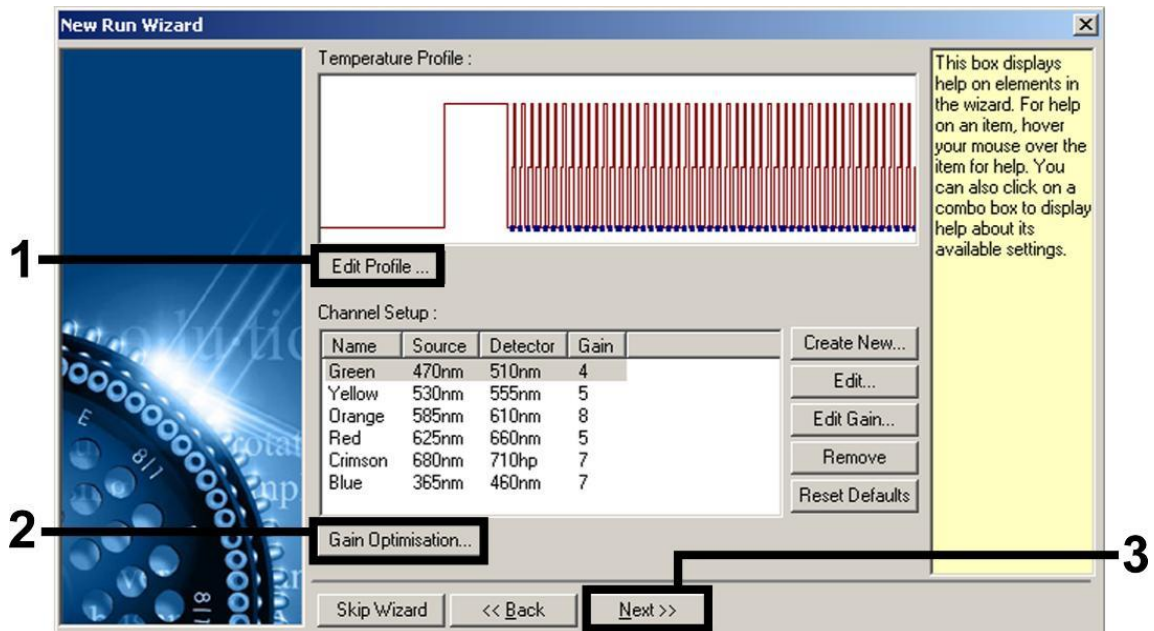 New Run Wizard
Temperature Profile :
This box displays
help on elements in
the wizard. For help
on an item, hover
your mouse over the
item for help. You
can also click on a
combo box to display
help about its
available settings.
1
Edit Profile ...
Channel Setup :
Name Source Detector Gain
Green 470nm 510nm 4
Yellow 530nm 555nm 5
Orange 585nm 610nm 8
Red 625nm 660nm 5
Crimson 680nm 710hp 7
Blue 365nm 460nm 7
Create New...
Edit...
Edit Gain...
Remove
Reset Defaults
2
Gain Optimisation...
3
Skip Wizard
<< Back
Next >>
E
8/1
8/1